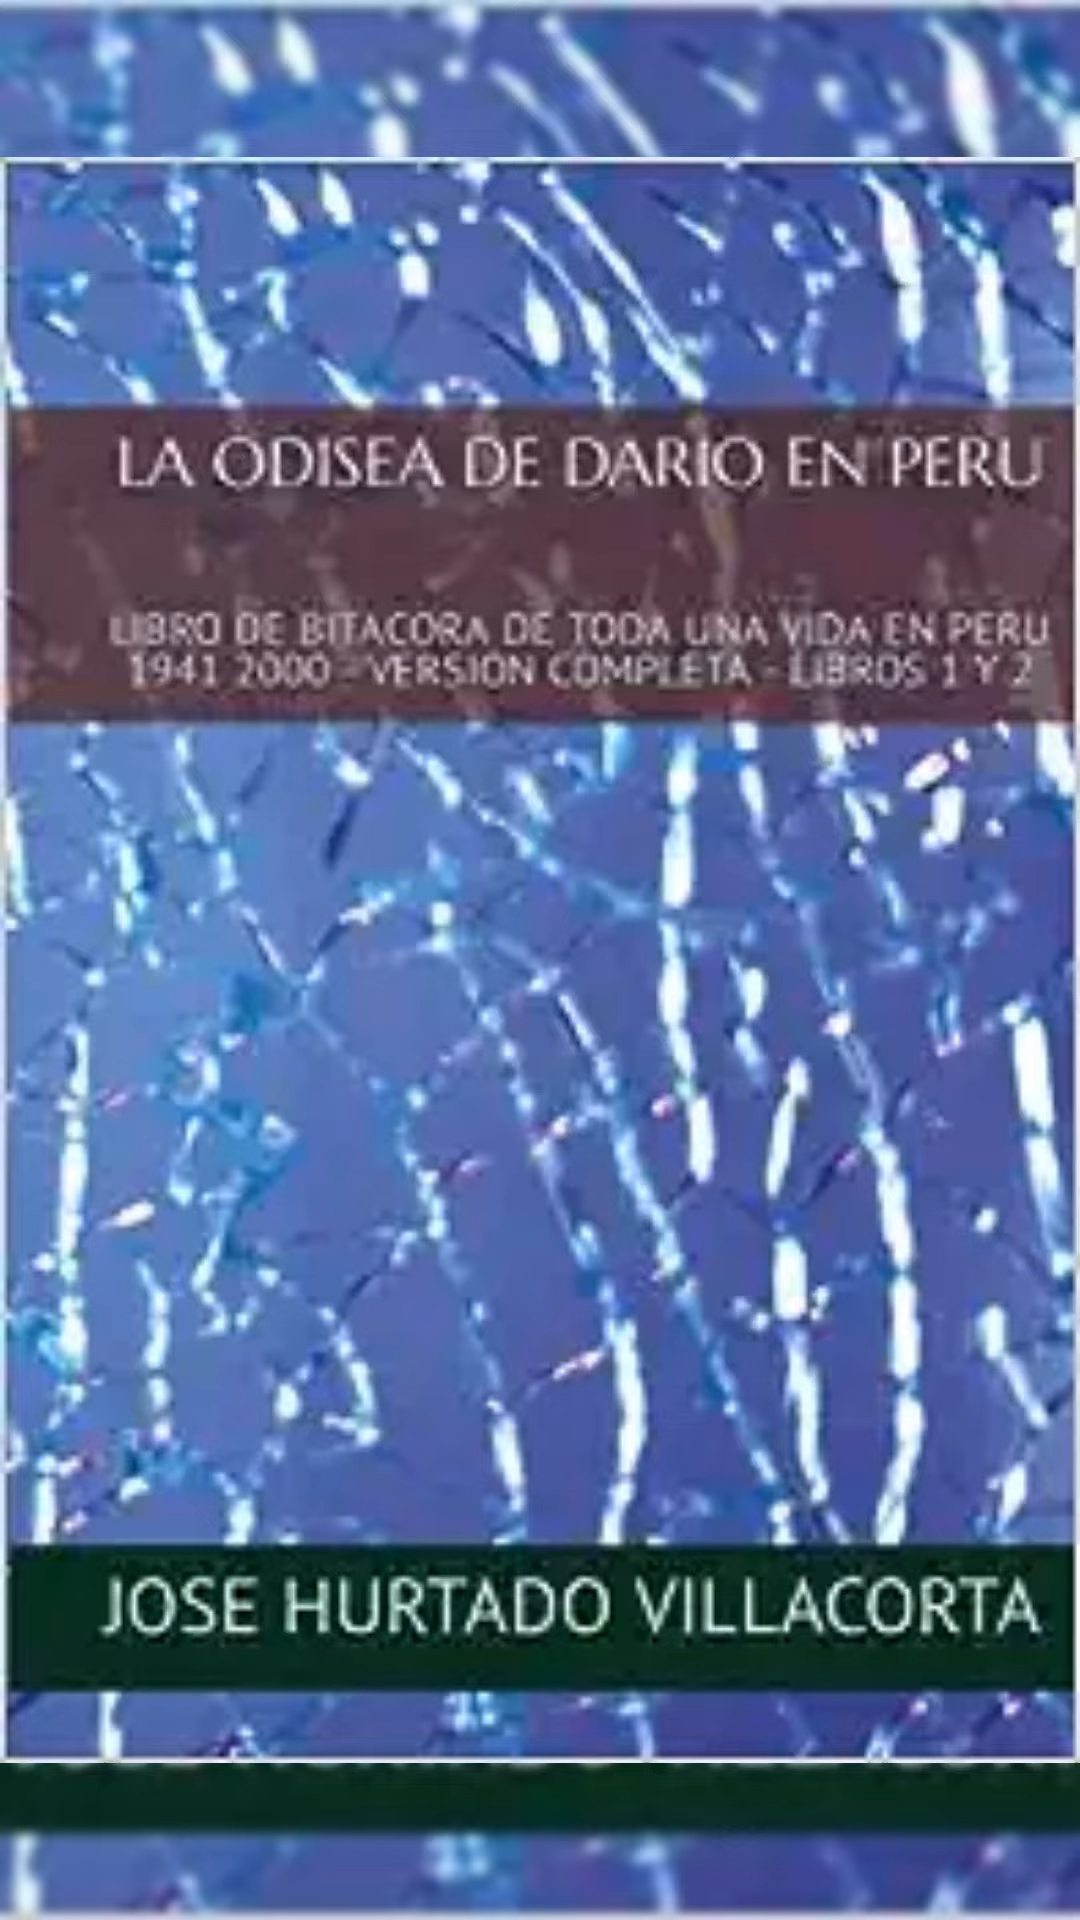 LA ODISEA DE DARIO EN PERU
LIBRO DE BITACORA DE TODA UNA VIDA EN PERU
1941 2000 - VERSION COMPLETA - LIBROS 1 Y 2
JOSE HURTADO VILLACORTA